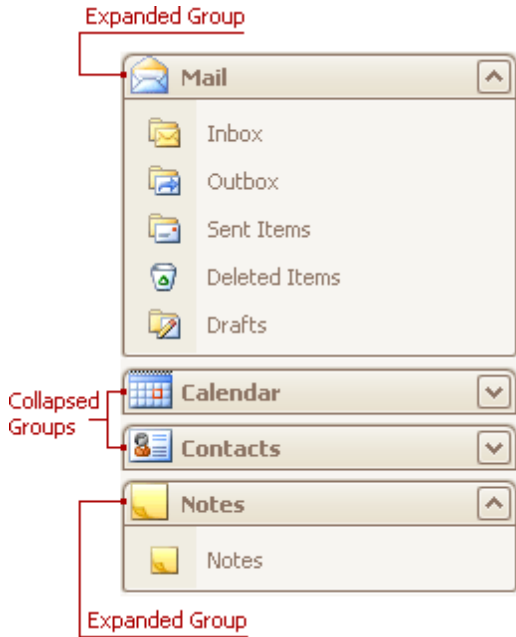 Expanded Group
Mail
Inbox
Outbox
Sent Items
Deleted Items
Drafts
Collapsed
Groups
Calendar
Contacts
Notes
Notes
Expanded Group